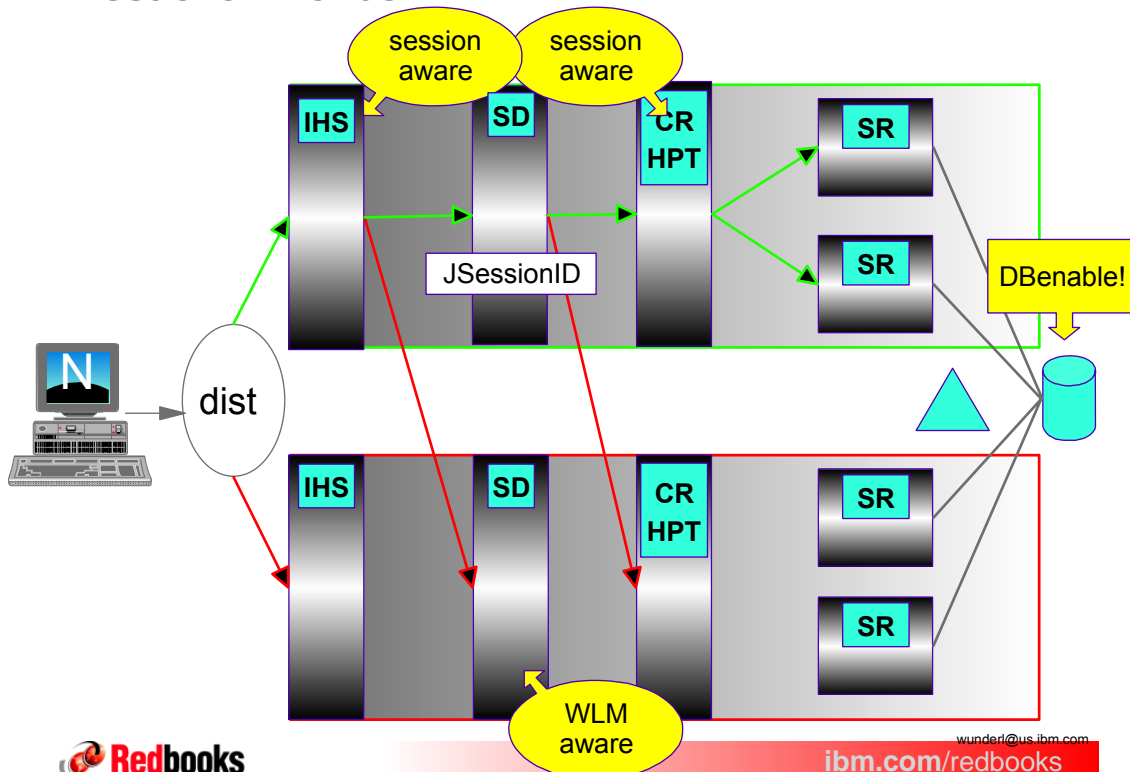 session
aware
session
aware
IHS
SD
CR
HPT
SR
SR
JSessionID
DBenable!
N
dist
IHS
SD
CR
HPT
SR
SR
WLM
aware
Redbooks
wunderl@us.ibm.com
ibm.com/redbooks